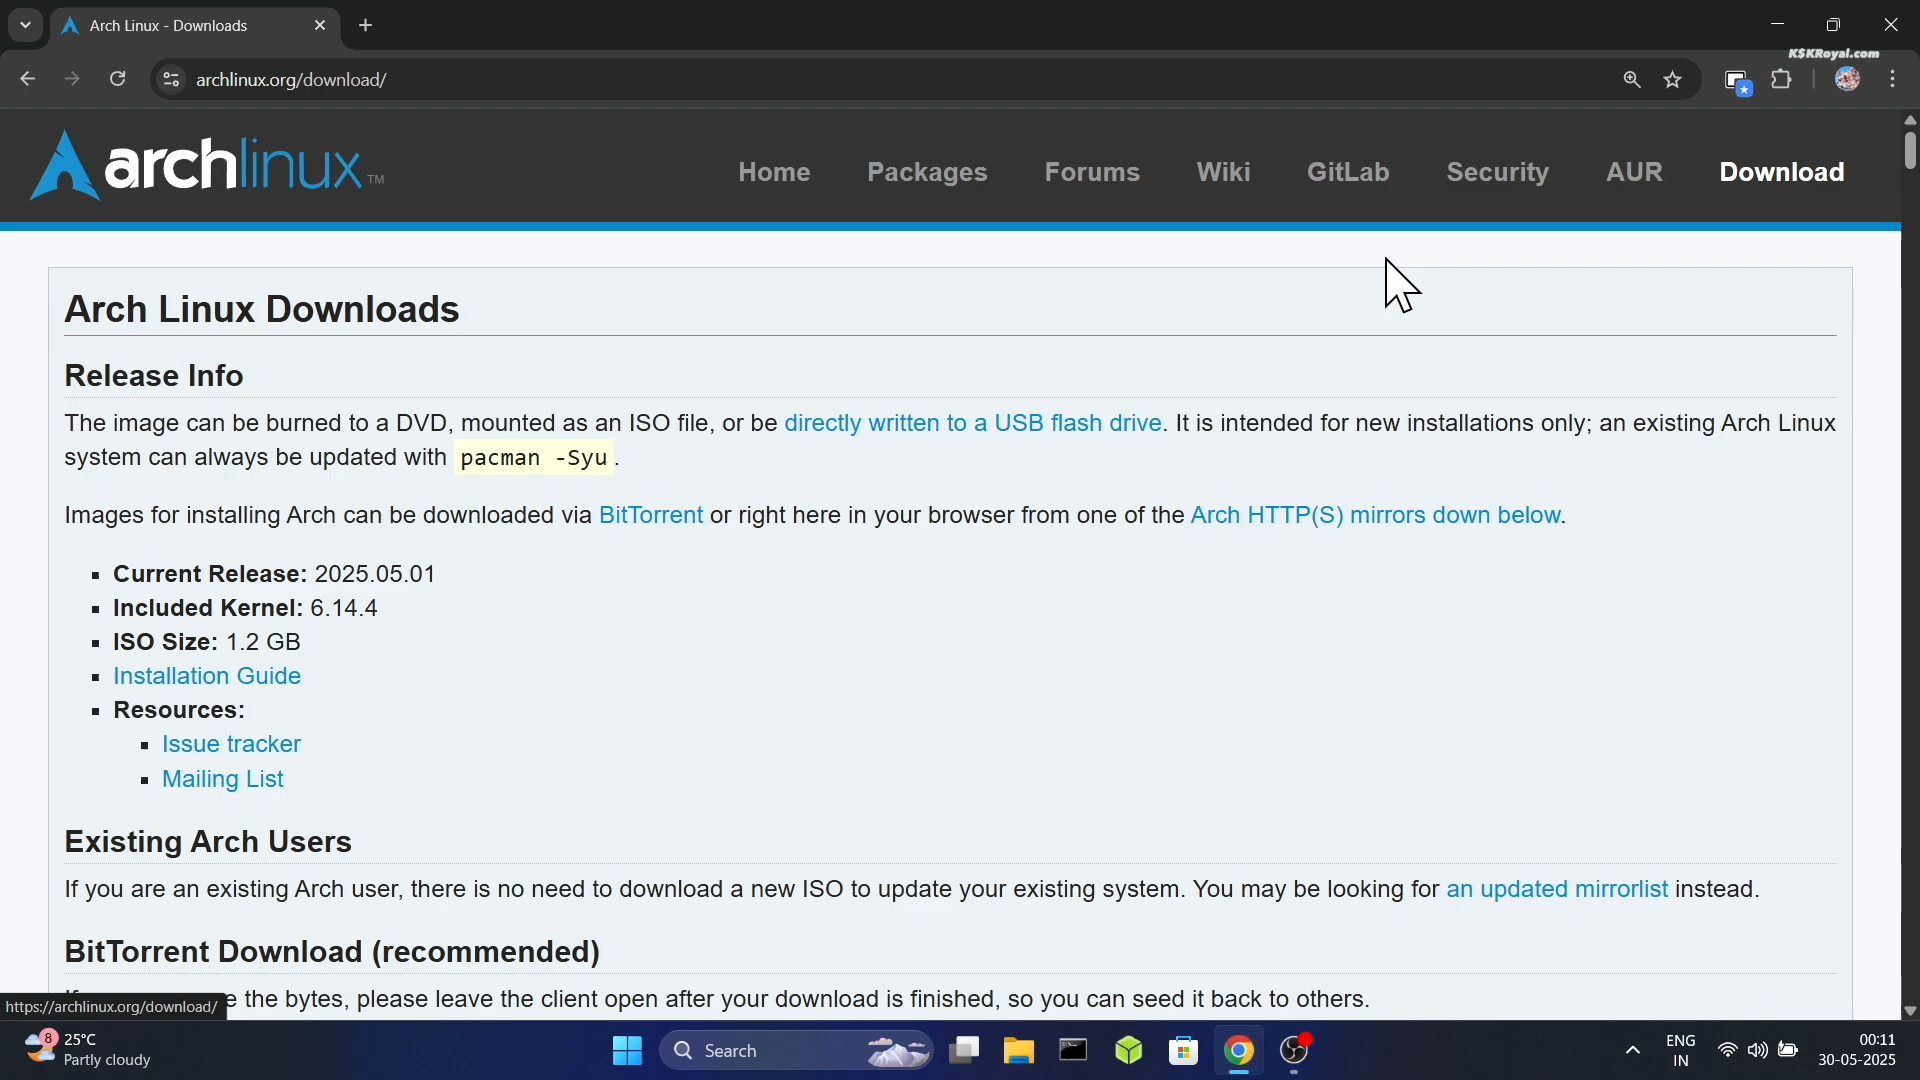 Arch Linux - Downloads
K$KRoyal.com
archlinux.org/download/
archlinux™
Home Packages Forums Wiki GitLab Security AUR Download
Arch Linux Downloads
Release Info
The image can be burned to a DVD, mounted as an ISO file, or be directly written to a USB flash drive. It is intended for new installations only; an existing Arch Linux
system can always be updated with pacman -Syu.
Images for installing Arch can be downloaded via BitTorrent or right here in your browser from one of the Arch HTTP(S) mirrors down below.
Current Release: 2025.05.01
Included Kernel: 6.14.4
ISO Size: 1.2 GB
Installation Guide
Resources:
Issue tracker
Mailing List
Existing Arch Users
If you are an existing Arch user, there is no need to download a new ISO to update your existing system. You may be looking for an updated mirrorlist instead.
BitTorrent Download (recommended)
the bytes, please leave the client open after your download is finished, so you can seed it back to others.
https://archlinux.org/download/
8
25°C
Partly cloudy
Search
ENG
IN
00:11
30-05-2025